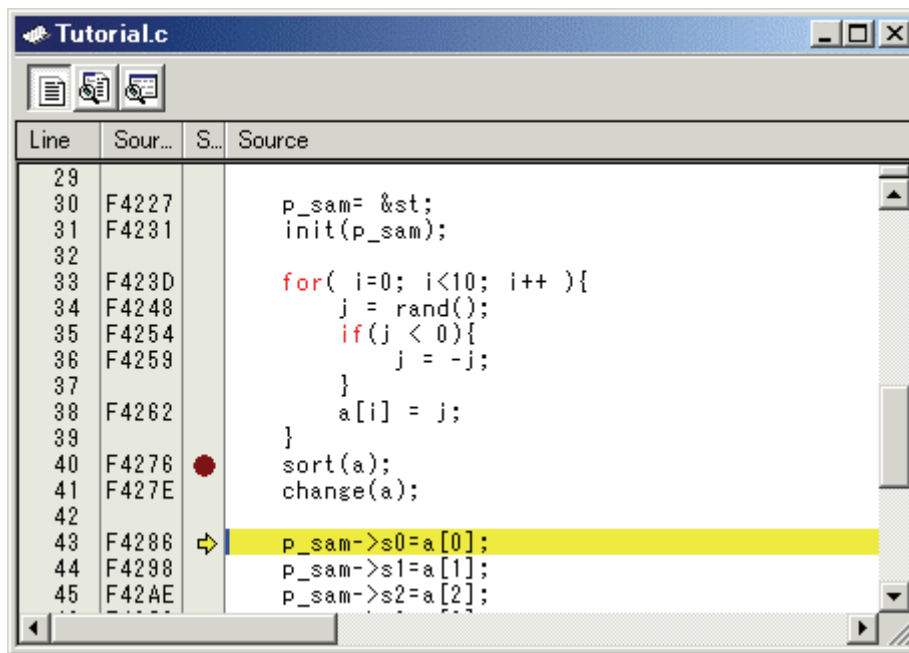 Tutorial.c
Line Sour... S... Source
29
30 F4227 p_sam= &st;
31 F4231 init(p_sam);
32
33 F423D for( i=0; i<10; i++ ){
34 F4248 j = rand();
35 F4254 if(j < 0){
36 F4259 j = -j;
37 }
38 F4262 a[i] = j;
39 }
40 F4276 sort(a);
41 F427E change(a);
42
43 F4286 p_sam->s0=a[0];
44 F4298 p_sam->s1=a[1];
45 F42AE p_sam->s2=a[2];